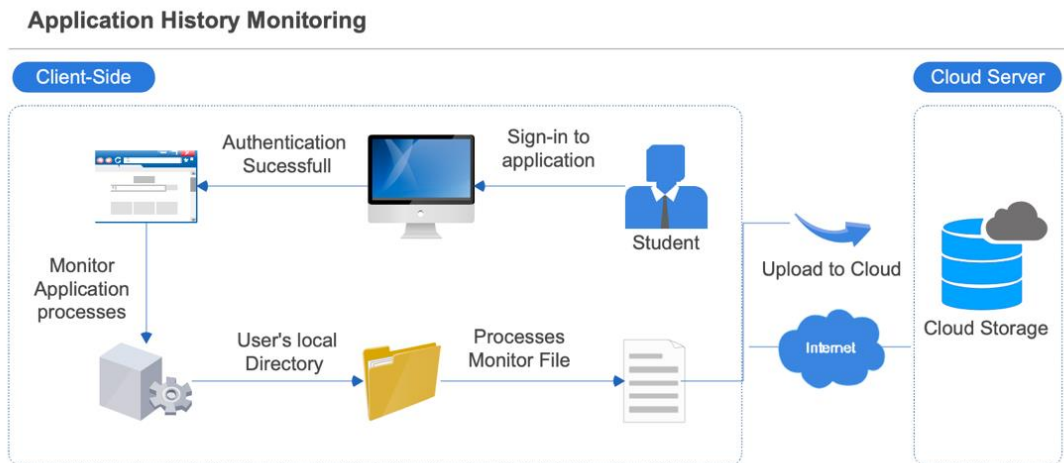 Application History Monitoring
Client-Side
Cloud Server
Authentication
Sucessfull
Sign-in to
application
Student
Monitor
Application
processes
User's local
Directory
Processes
Monitor File
Upload to Cloud
Internet
Cloud Storage